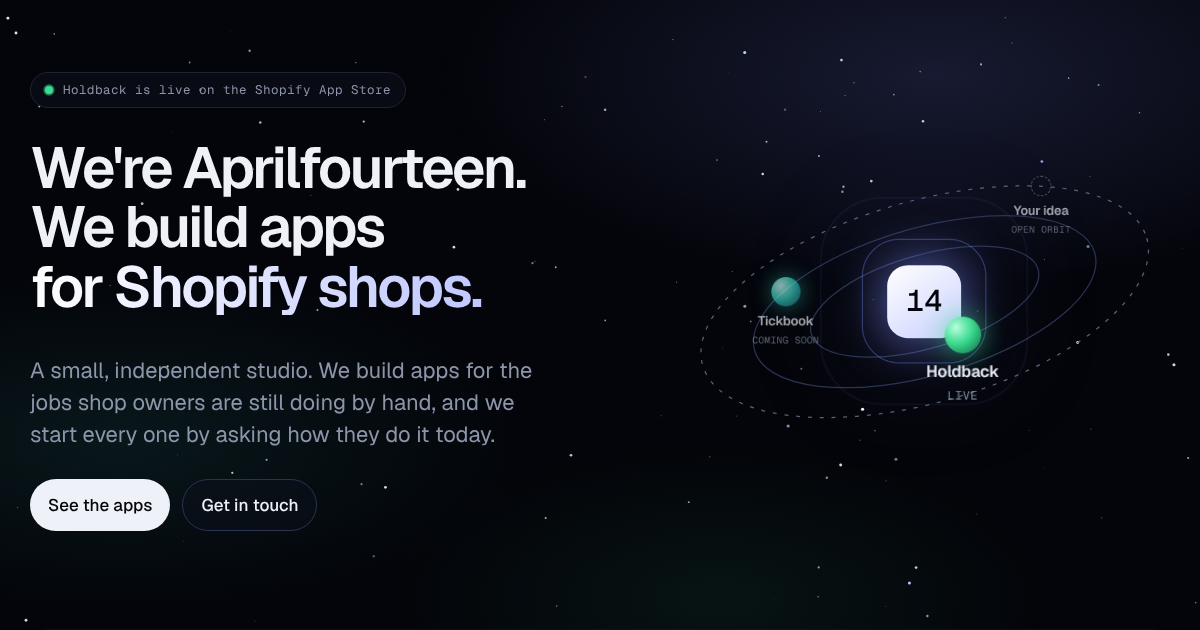 Holdback is live on the Shopify App Store
We're Aprilfourteen.
We build apps
for Shopify shops.
A small, independent studio. We build apps for the
jobs shop owners are still doing by hand, and we
start every one by asking how they do it today.
See the apps
Get in touch
Your idea
OPEN ORBIT
14
Tickbook
COMING SOON
Holdback
LIVE